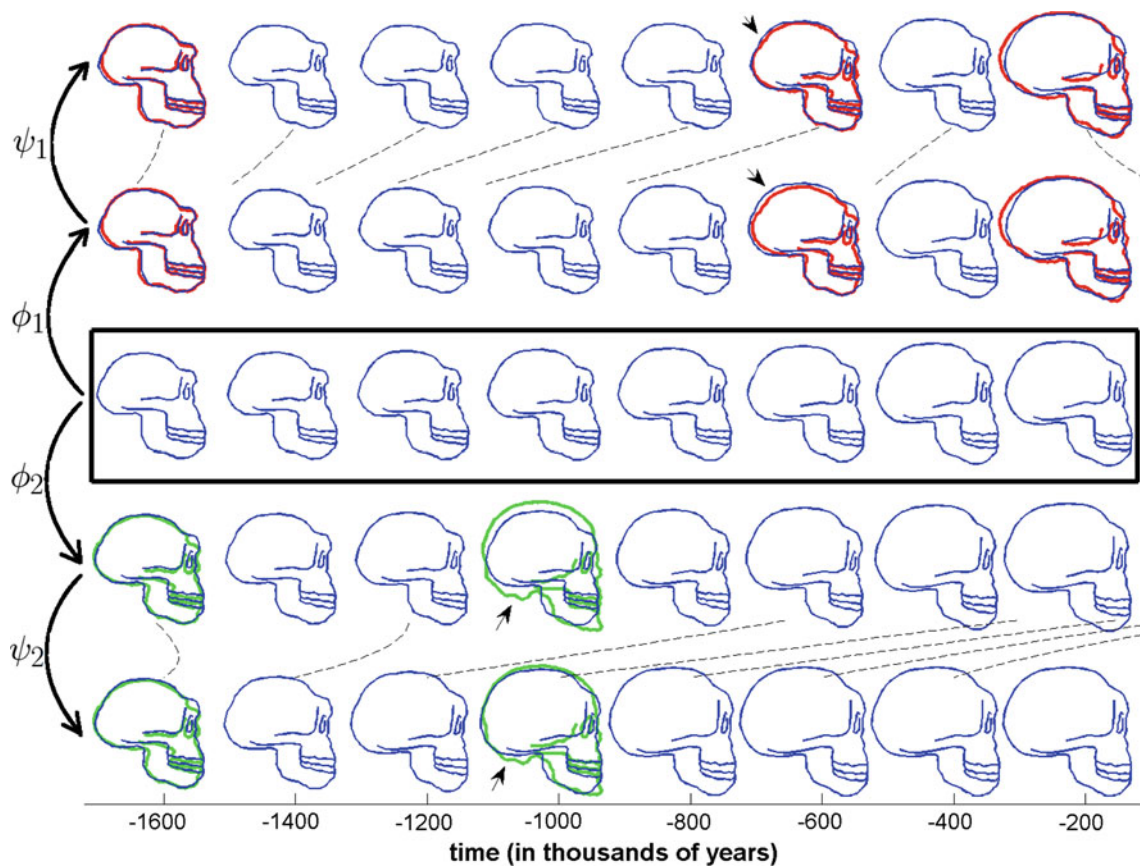 ψ₁
ϕ₁
ϕ₂
ψ₂
-1600 -1400 -1200 -1000 -800 -600 -400 -200
time (in thousands of years)